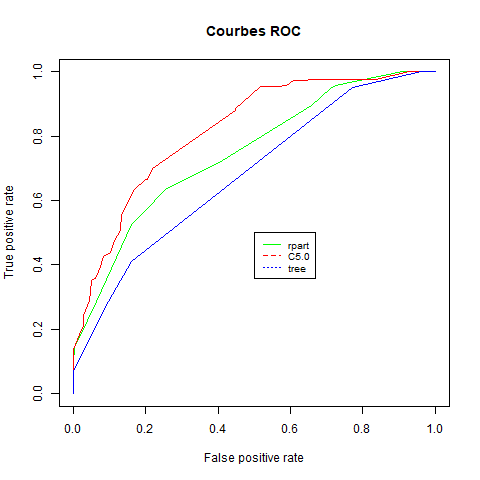 Courbes ROC
True positive rate
1.0
0.8
0.6
0.4
0.2
0.0
rpart
C5.0
tree
0.0 0.2 0.4 0.6 0.8 1.0
False positive rate